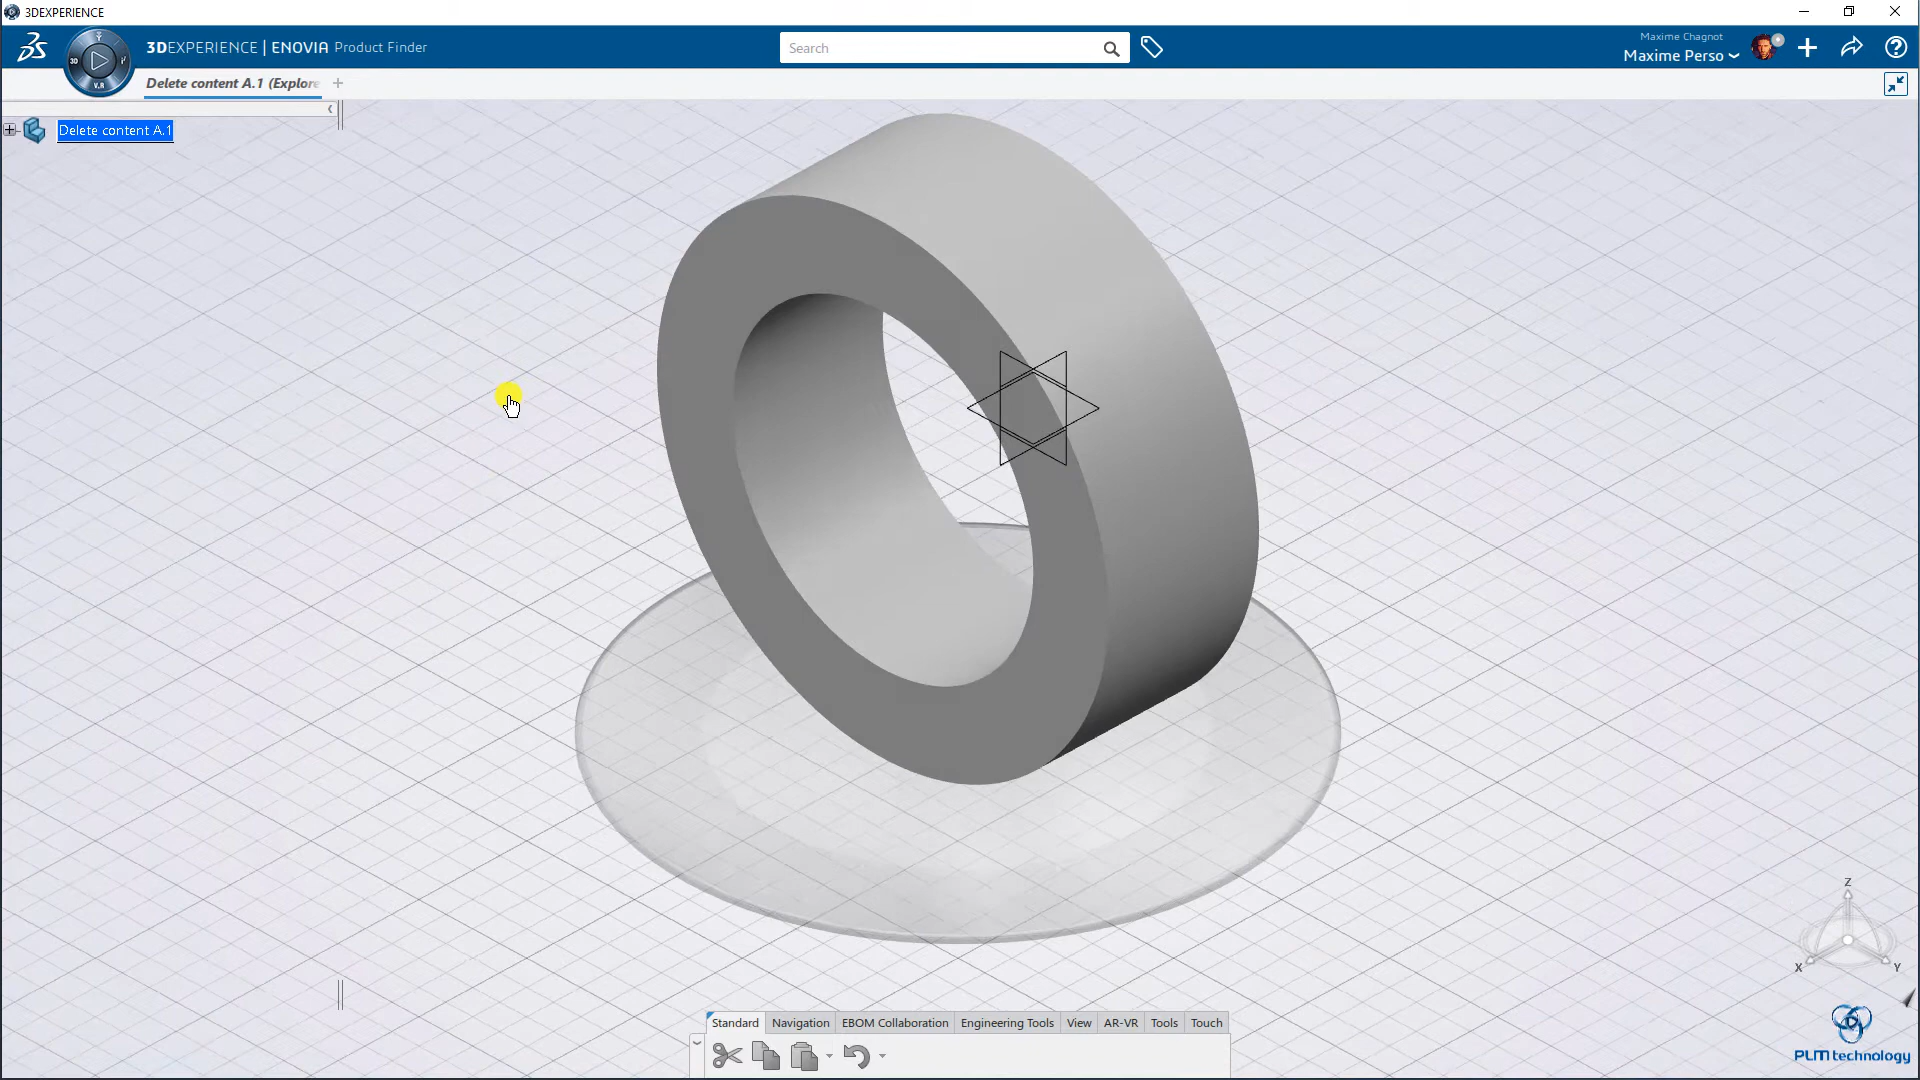 3DEXPERIENCE
3DEXPERIENCE | ENOVIA Product Finder
3D
V.R
Search
Maxime Chagnot
Maxime Perso
Delete content A.1 (Explore
Delete content A.1
Z
X
Y
Standard
Navigation
EBOM Collaboration
Engineering Tools
View
AR-VR
Tools
Touch
PLM technology